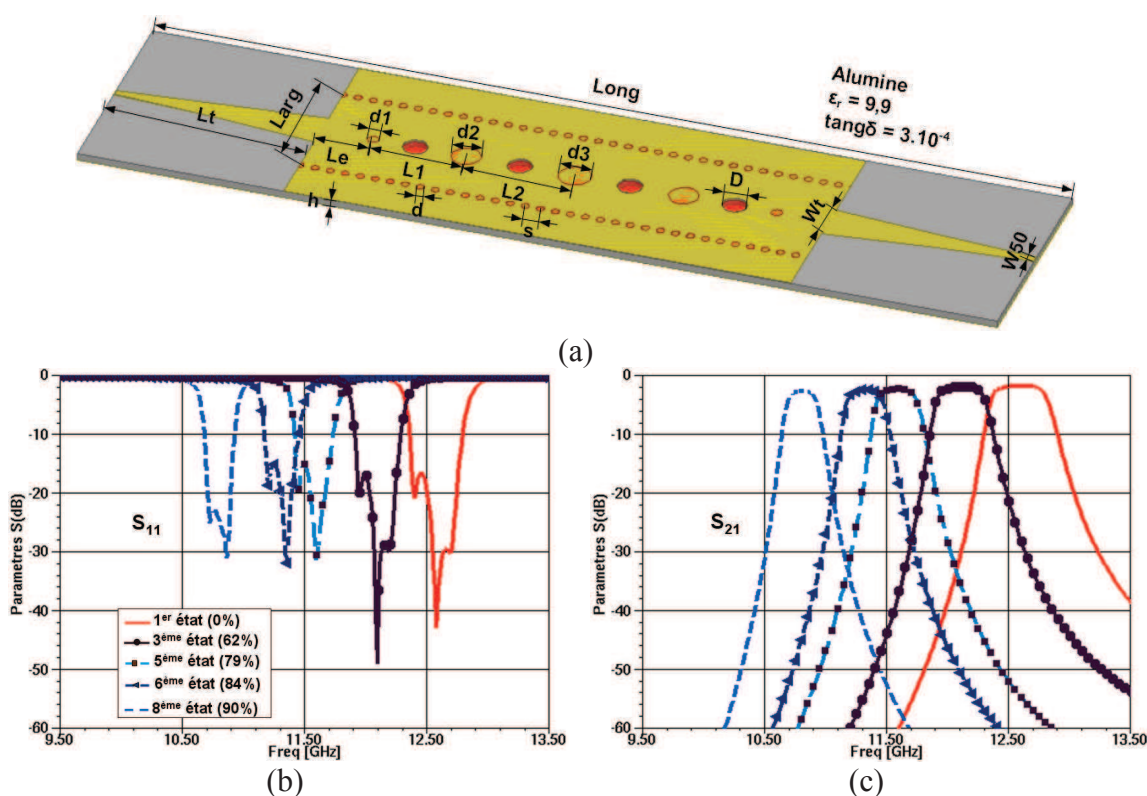 Long
Alumine
εr = 9,9
tangδ = 3.10-4
Larg
Lt
d1
d2
d3
Le
L1
L2
D
h
d
s
Wt
W50
(a)
0
-10
-20
-30
-40
-50
-60
Parametres S(dB)
S11
1er état (0%)
3ème état (62%)
5ème état (79%)
6ème état (84%)
8ème état (90%)
9.50 10.50 11.50 12.50 13.50
Freq [GHz]
(b)
0
-10
-20
-30
-40
-50
-60
Parametres S(dB)
S21
9.50 10.50 11.50 12.50 13.50
Freq [GHz]
(c)